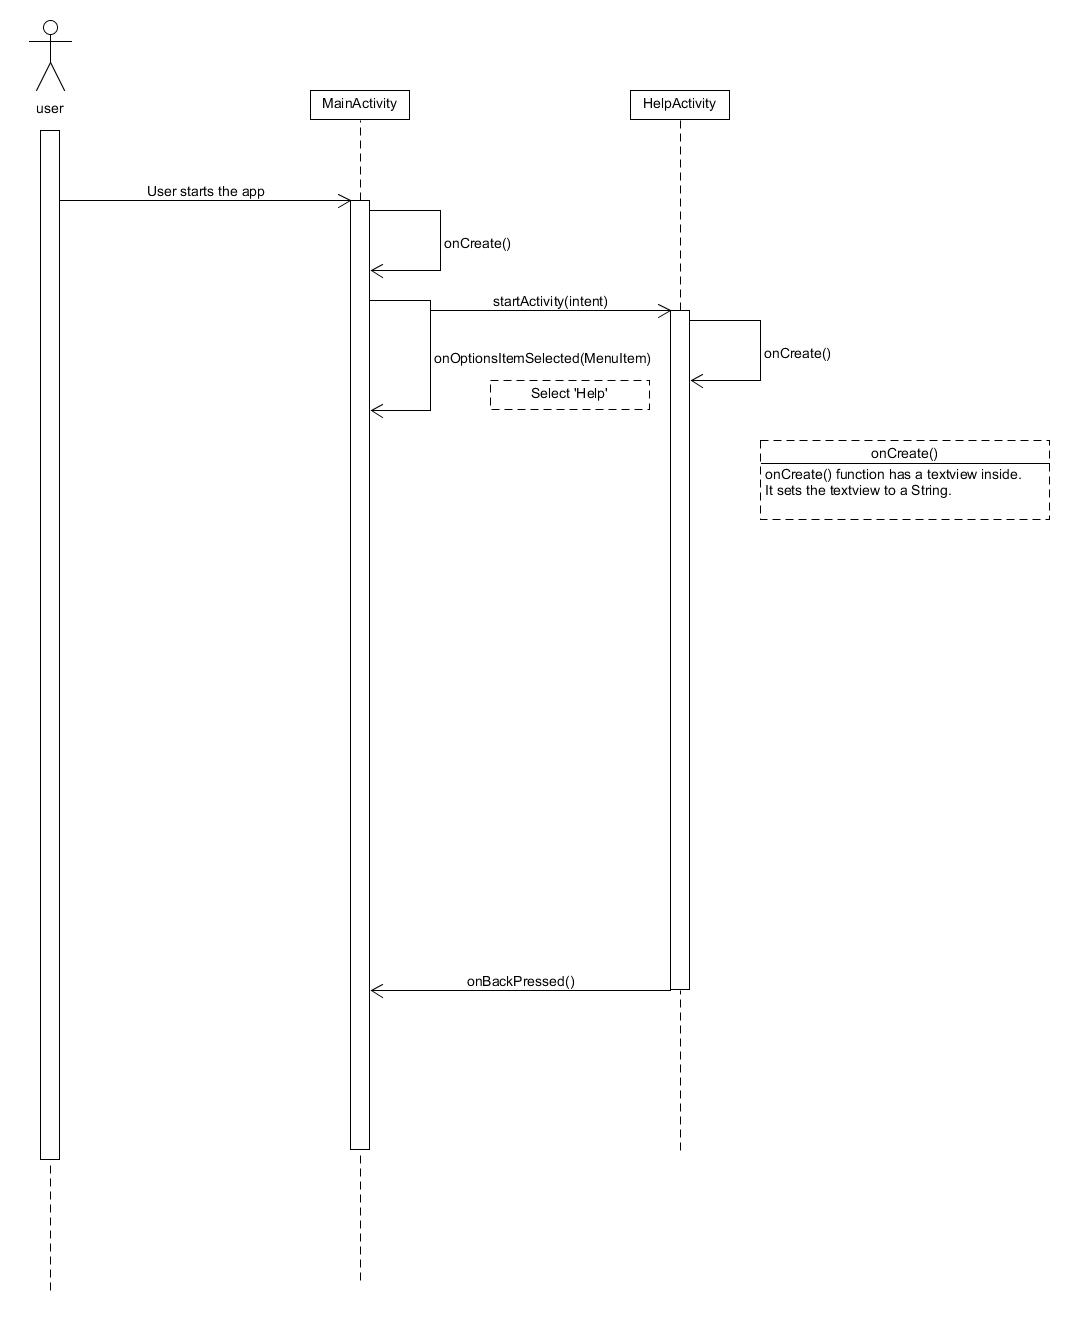 user
MainActivity
HelpActivity
User starts the app
onCreate()
startActivity(intent)
onCreate()
onOptionsItemSelected(MenuItem)
Select 'Help'
onCreate()
onCreate() function has a textview inside.
It sets the textview to a String.
onBackPressed()